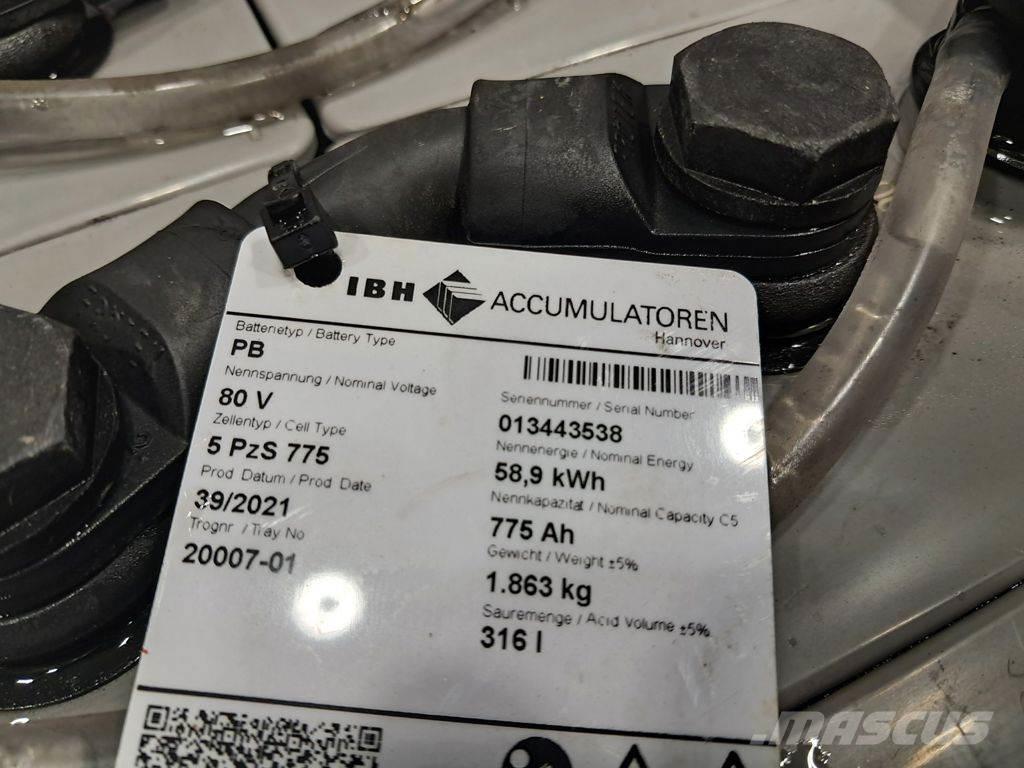 IBH ACCUMULATOREN
Hannover
Batterietyp / Battery Type
PB
Nennspannung / Nominal Voltage
80 V
Zellentyp / Cell Type
5 PzS 775
Prod. Datum / Prod. Date
39/2021
Trognr. / Tray No
20007-01
Seriennummer / Serial Number
013443538
Nennenergie / Nominal Energy
58,9 kWh
Nennkapazität / Nominal Capacity C5
775 Ah
Gewicht / Weight ±5%
1.863 kg
Säuremenge / Acid Volume ±5%
316 l
MASCUS